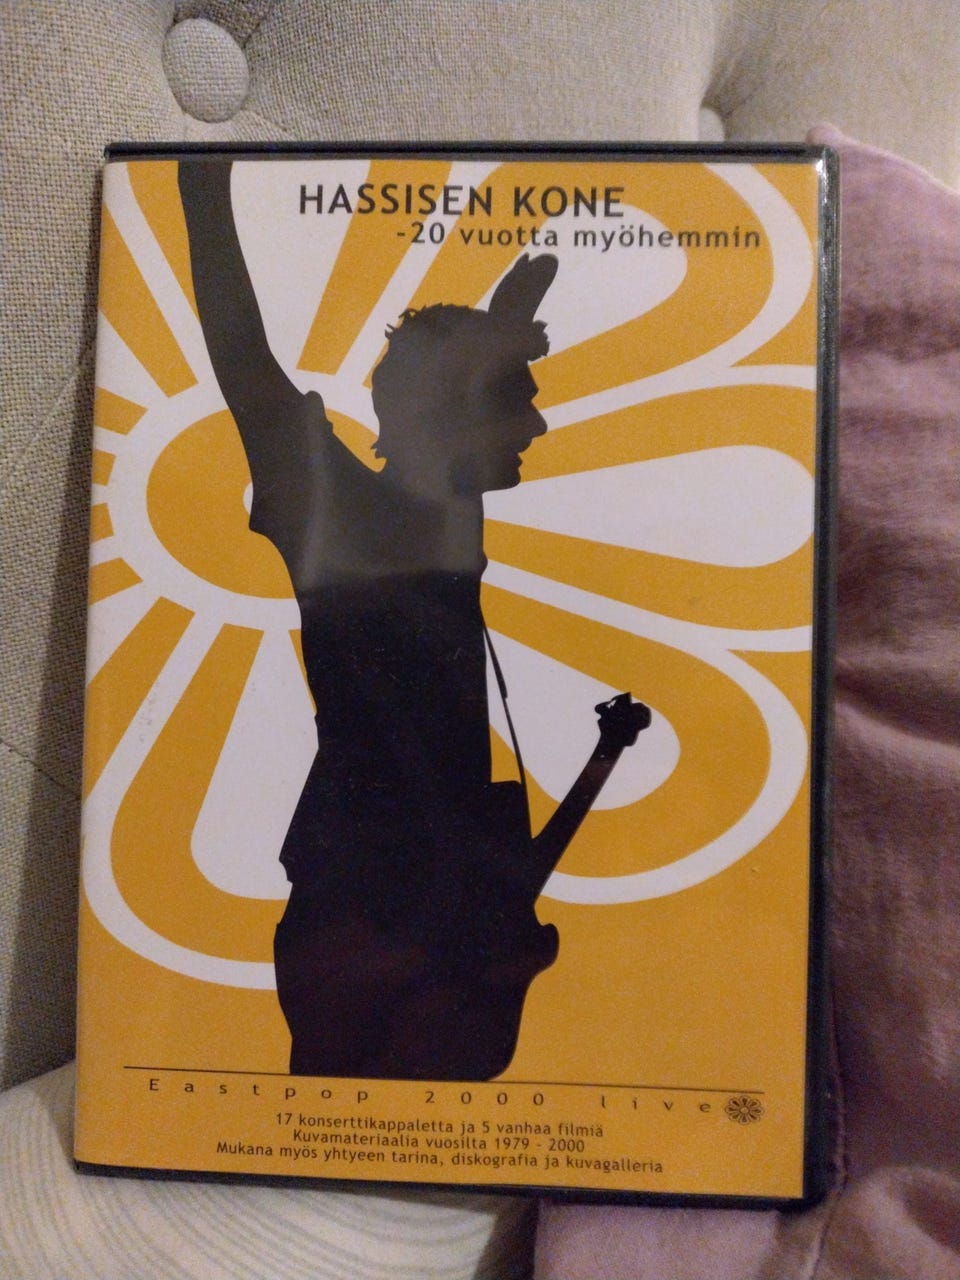 HASSISEN KONE
-20 vuotta myöhemmin
Eastpop 2000 live
17 konserttikappaletta ja 5 vanhaa filmiä
Kuvamateriaalia vuosilta 1979 - 2000
Mukana myös yhtyeen tarina, diskografia ja kuvagalleria